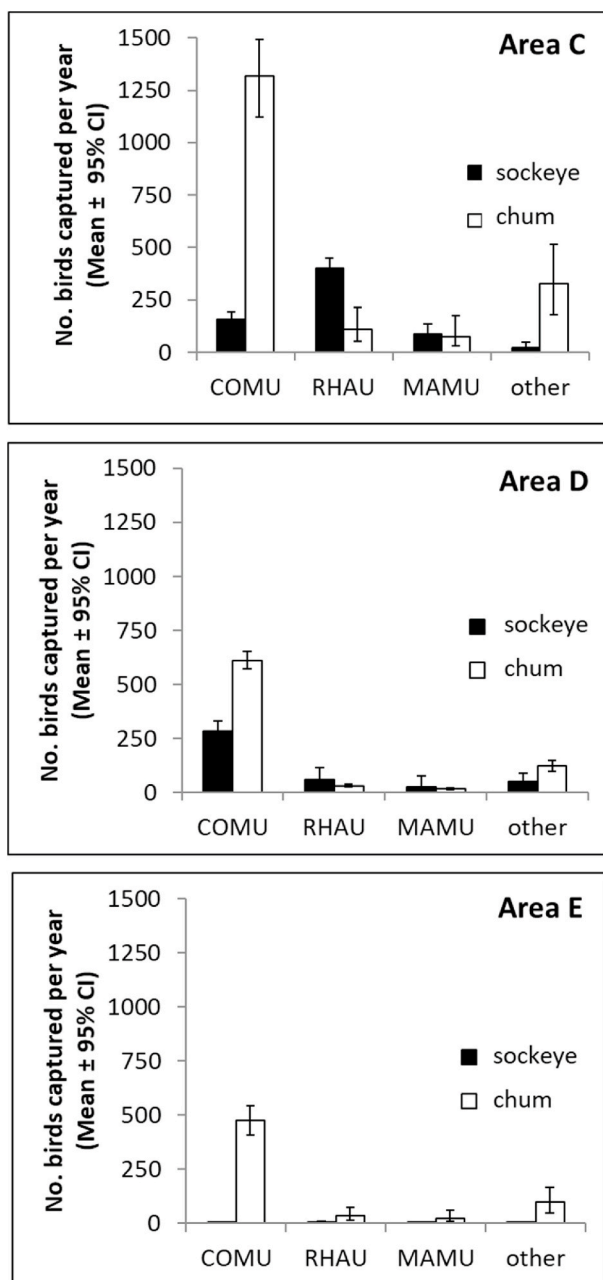 Area C
No. birds captured per year
(Mean ± 95% CI)
1500
1250
1000
750
500
250
0
sockeye
chum
COMU RHAU MAMU other
Area D
No. birds captured per year
(Mean ± 95% CI)
1500
1250
1000
750
500
250
0
sockeye
chum
COMU RHAU MAMU other
Area E
No. birds captured per year
(Mean ± 95% CI)
1500
1250
1000
750
500
250
0
sockeye
chum
COMU RHAU MAMU other